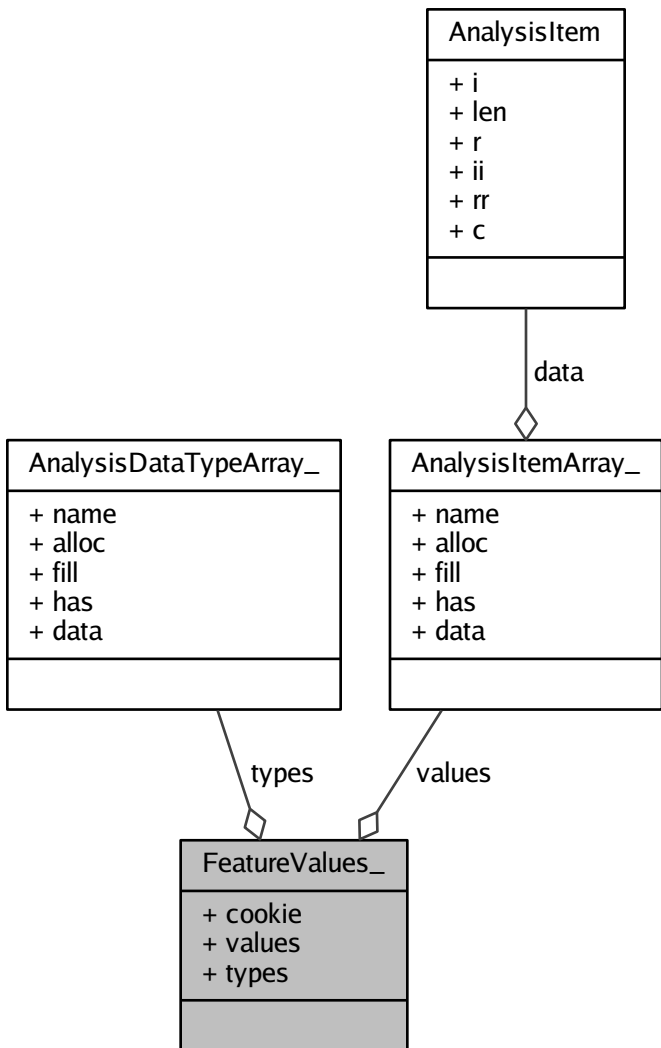 AnalysisItem
+ i
+ len
+ r
+ ii
+ rr
+ c
data
AnalysisDataTypeArray_
+ name
+ alloc
+ fill
+ has
+ data
AnalysisItemArray_
+ name
+ alloc
+ fill
+ has
+ data
types
values
FeatureValues_
+ cookie
+ values
+ types